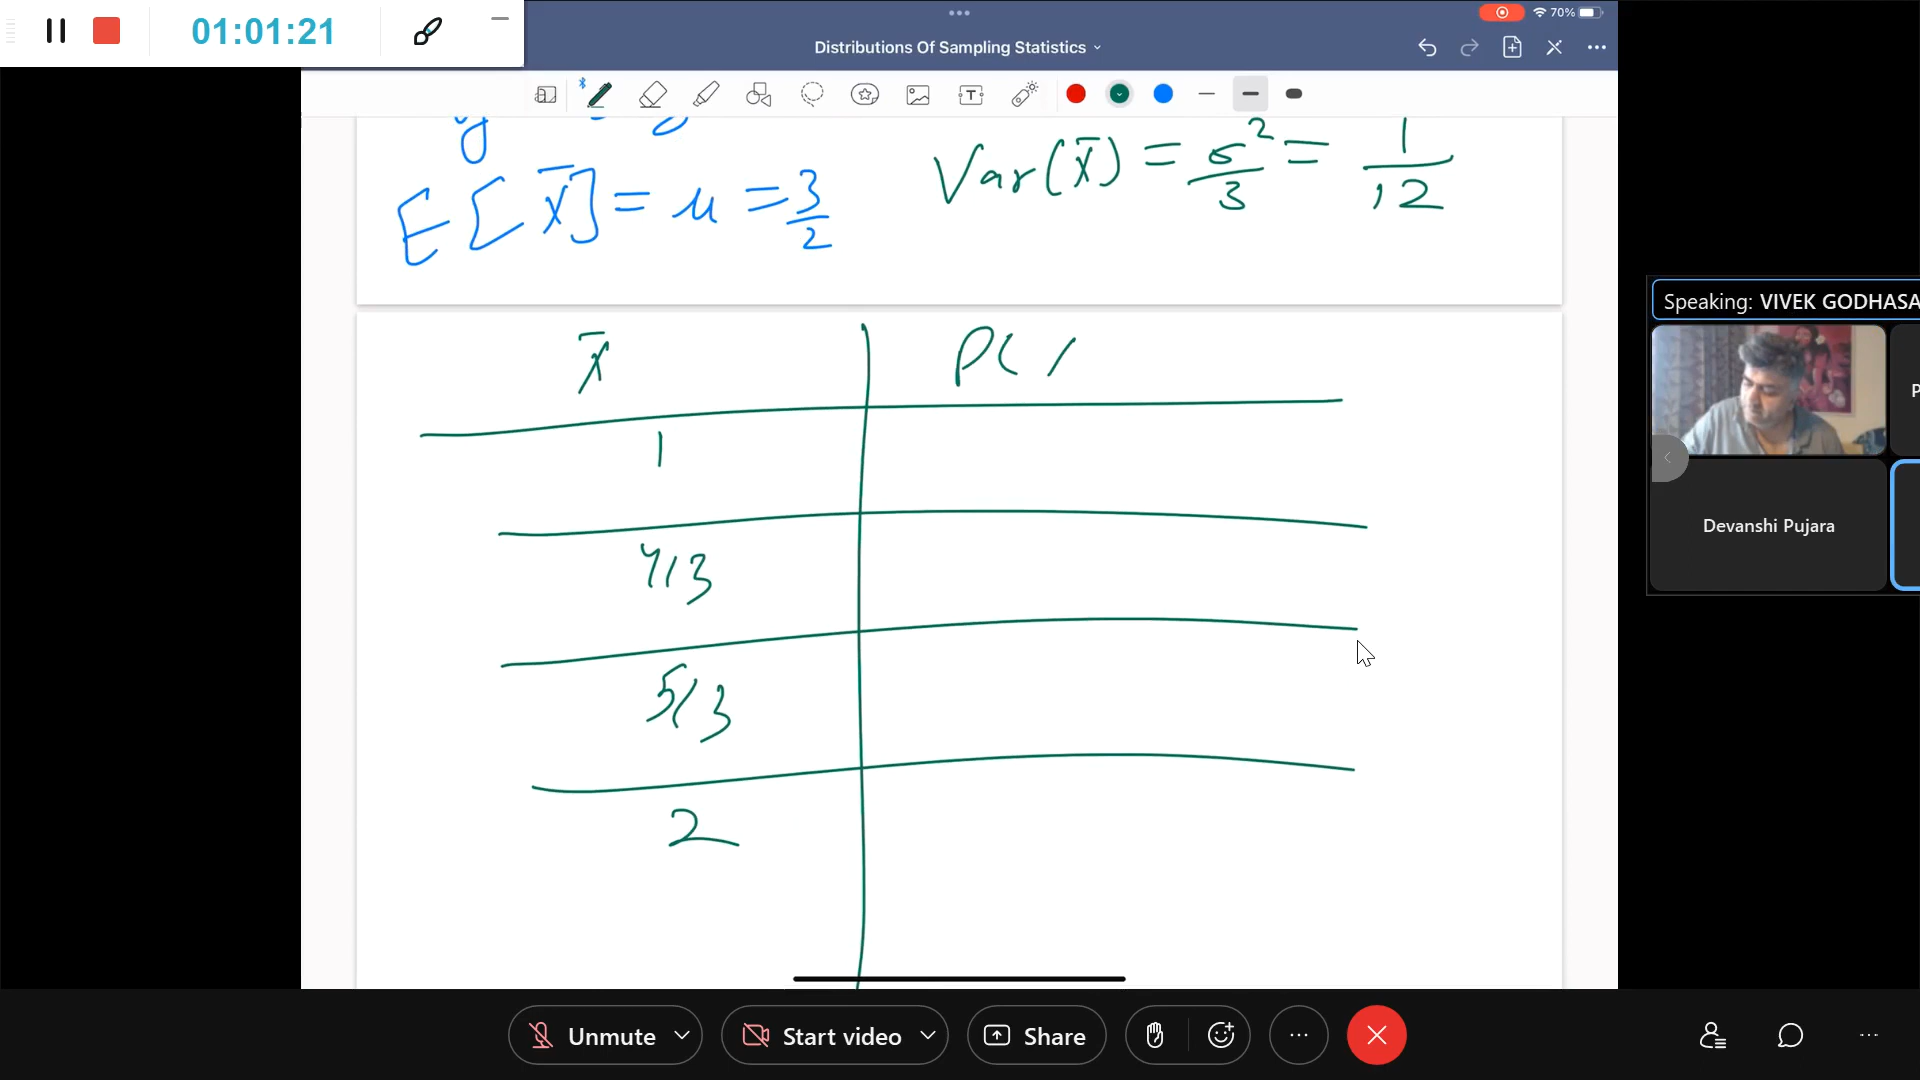 01:01:21
70%
Distributions Of Sampling Statistics
E[X̄] = μ = 3/2
Var(X̄) = σ²/3 = 1/12
Speaking: VIVEK GODHASA
X̄
P(
1
4/3
5/3
2
P
Devanshi Pujara
Unmute
Start video
Share